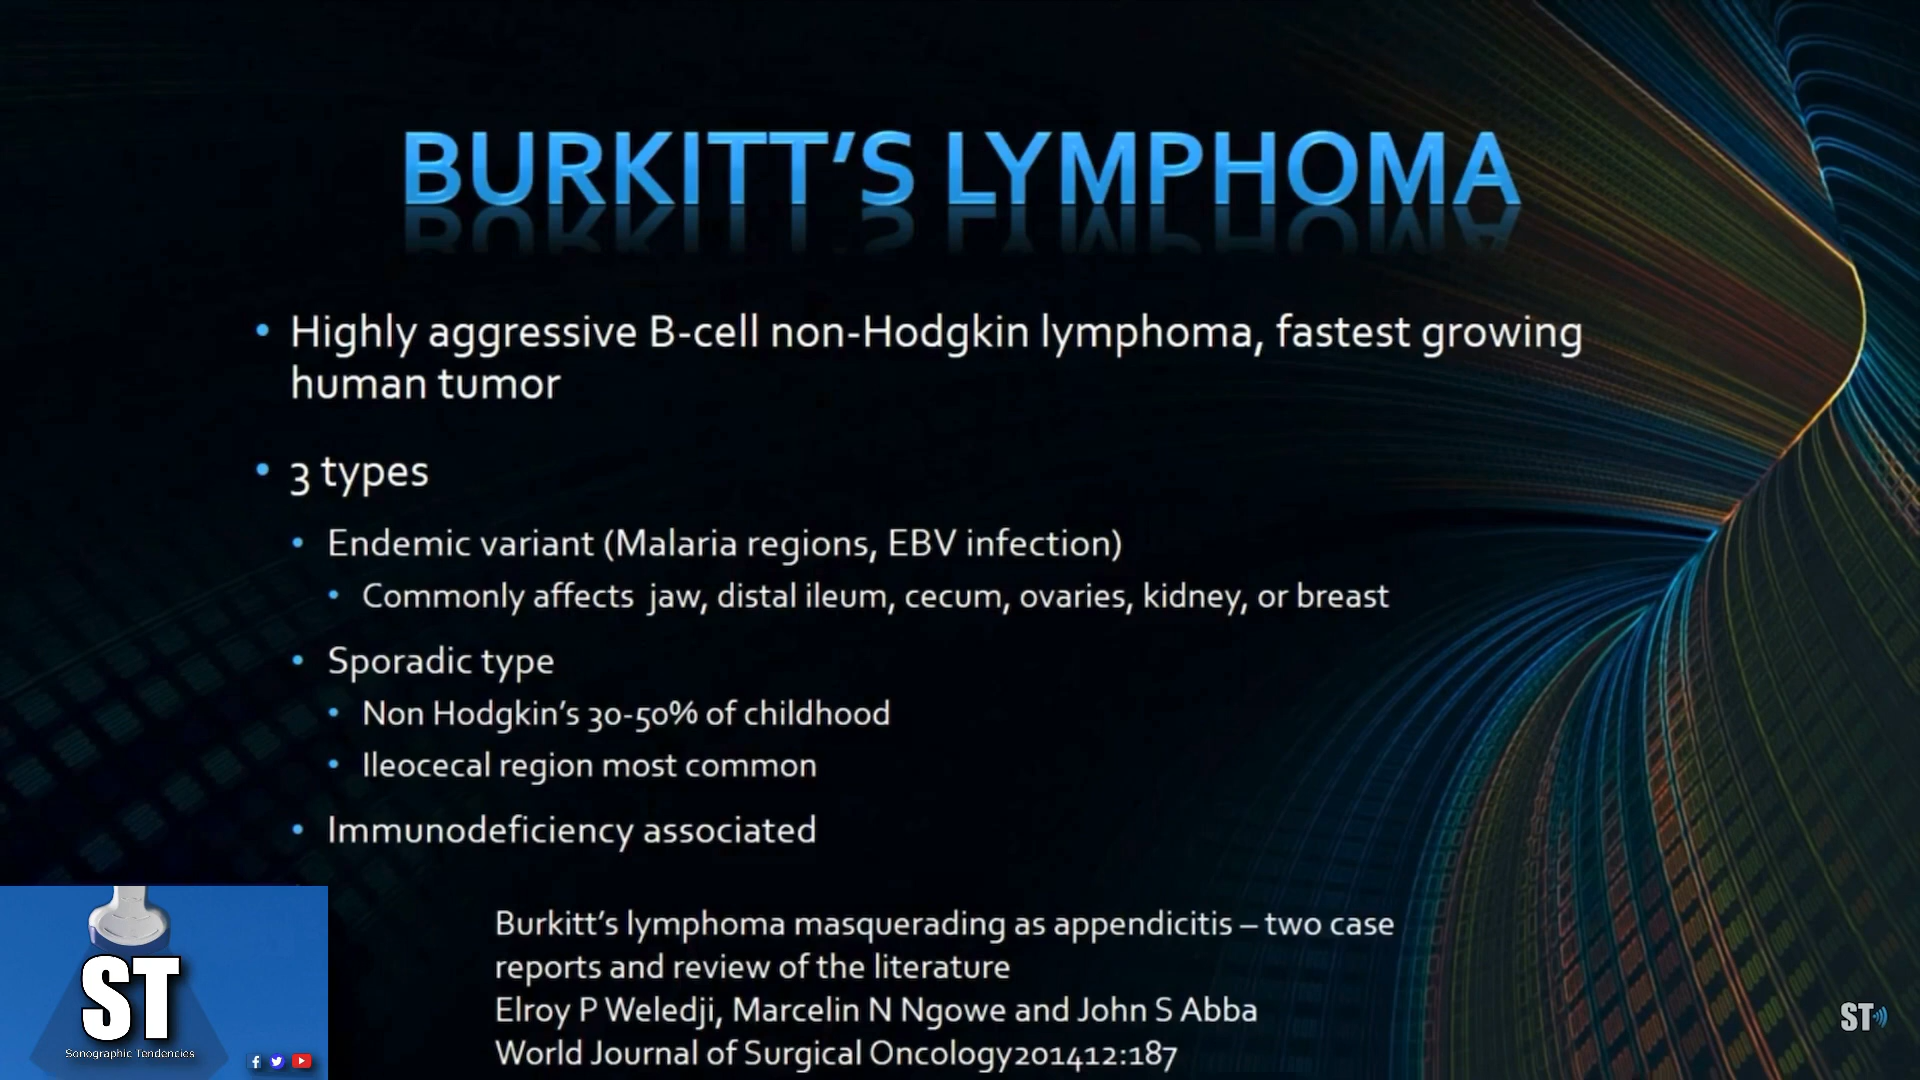 BURKITT'S LYMPHOMA
• Highly aggressive B-cell non-Hodgkin lymphoma, fastest growing
human tumor
• 3 types
• Endemic variant (Malaria regions, EBV infection)
• Commonly affects jaw, distal ileum, cecum, ovaries, kidney, or breast
• Sporadic type
• Non Hodgkin's 30-50% of childhood
• Ileocecal region most common
• Immunodeficiency associated
Burkitt's lymphoma masquerading as appendicitis – two case
reports and review of the literature
Elroy P Weledji, Marcelin N Ngowe and John S Abba
World Journal of Surgical Oncology201412:187
ST
Sonographic Tendencies
ST